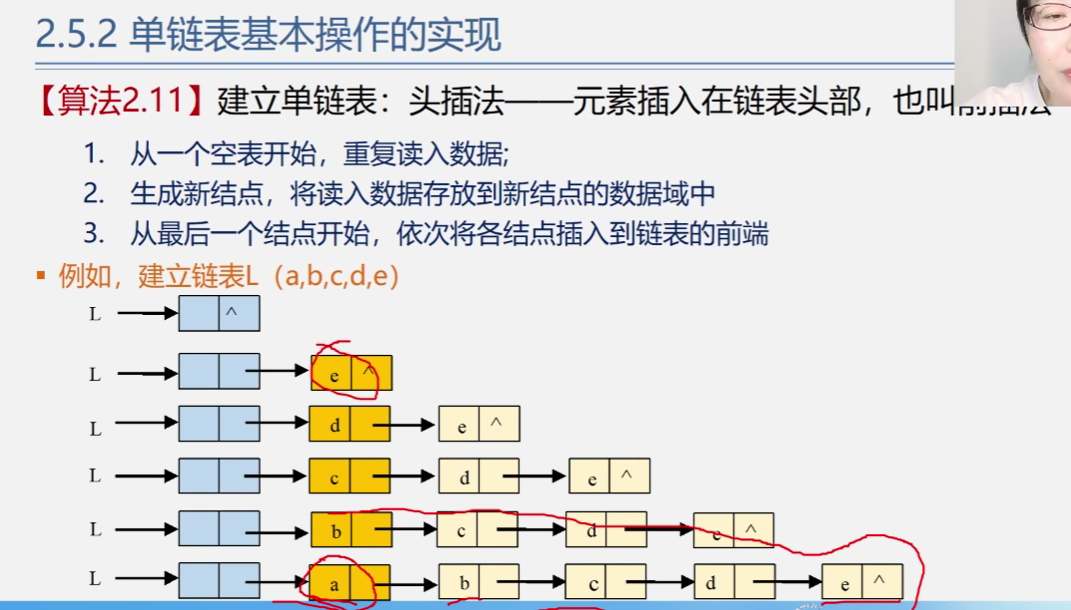 2.5.2 单链表基本操作的实现
【算法2.11】建立单链表：头插法——元素插入在链表头部，也叫前插法
1. 从一个空表开始，重复读入数据;
2. 生成新结点，将读入数据存放到新结点的数据域中
3. 从最后一个结点开始，依次将各结点插入到链表的前端
▪ 例如，建立链表L（a,b,c,d,e）
L ^
L e ^
L d e ^
L c d e ^
L b c d e ^
L a b c d e ^